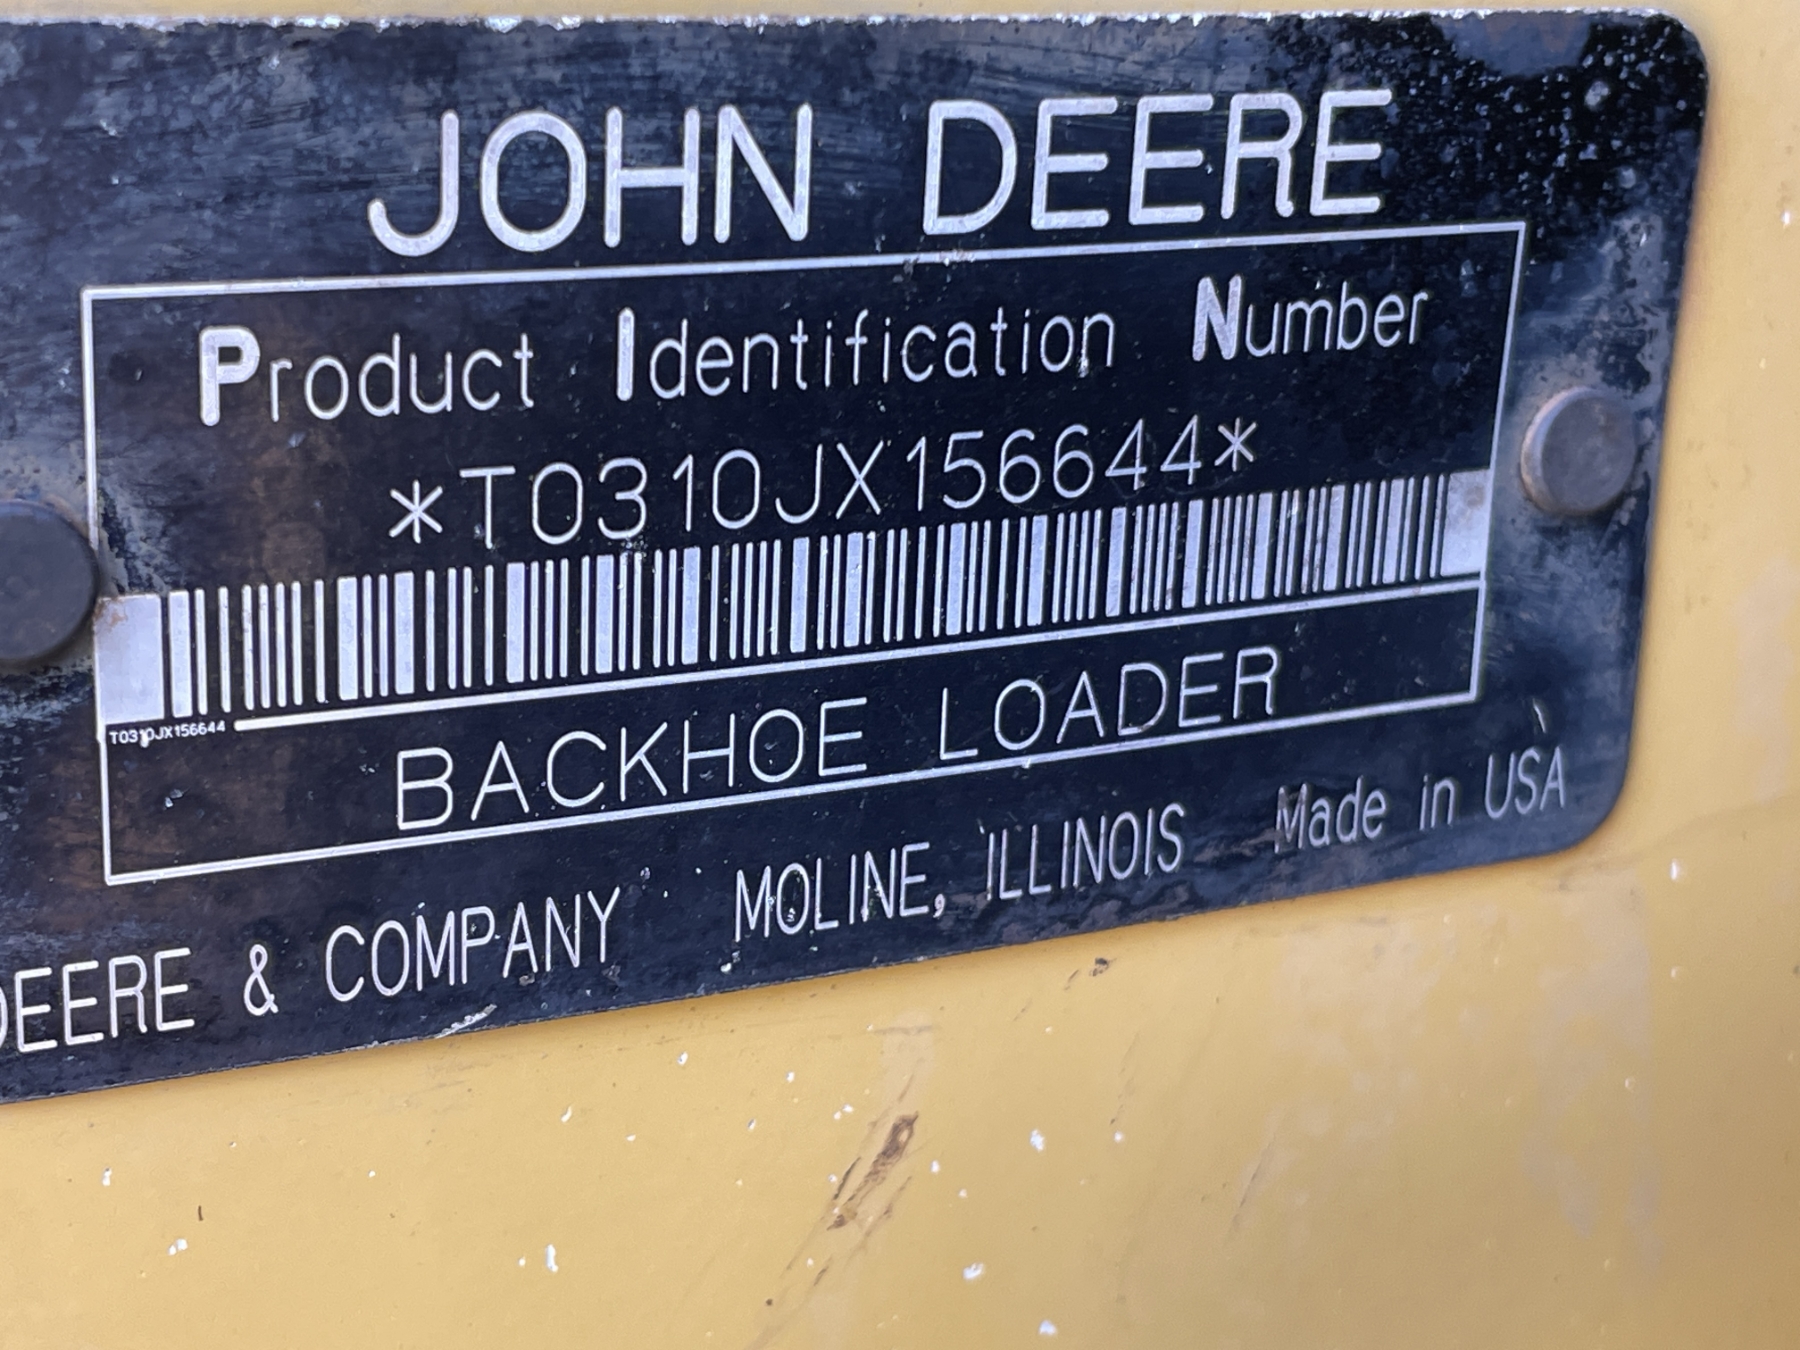 JOHN DEERE
Product Identification Number
*T0310JX156644*
T0310JX156644
BACKHOE LOADER
DEERE & COMPANY MOLINE, ILLINOIS Made in USA